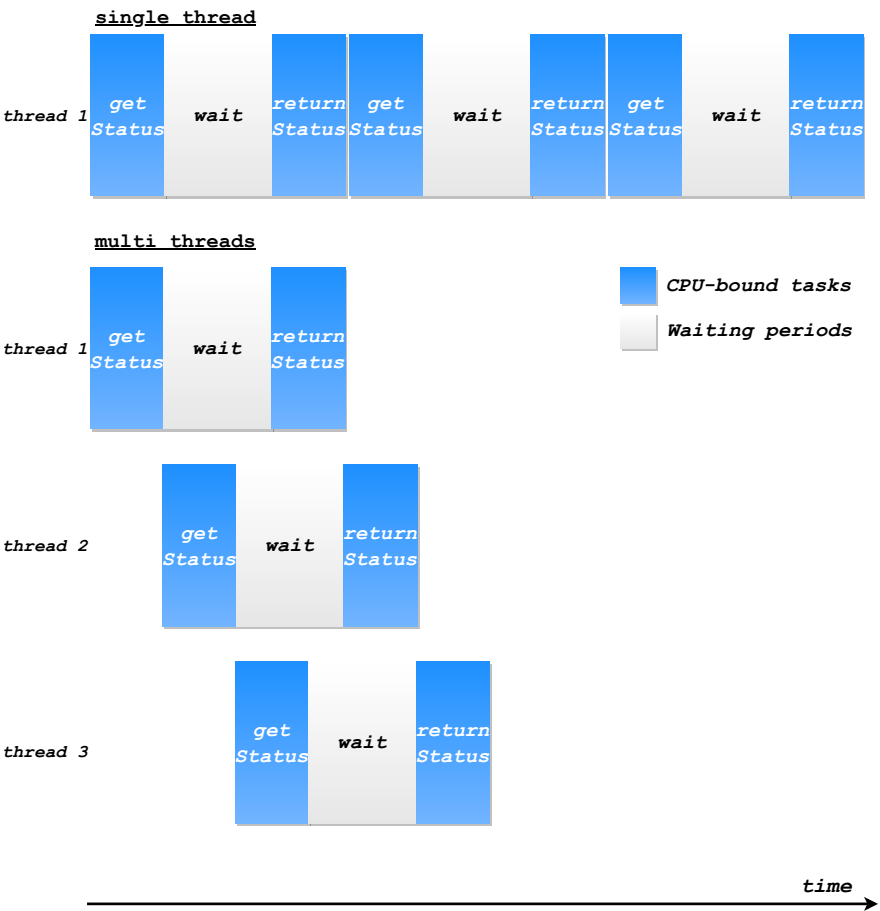 single thread
thread 1
get
Status
wait
return
Status
get
Status
wait
return
Status
get
Status
wait
return
Status
multi threads
thread 1
get
Status
wait
return
Status
CPU-bound tasks
Waiting periods
thread 2
get
Status
wait
return
Status
thread 3
get
Status
wait
return
Status
time